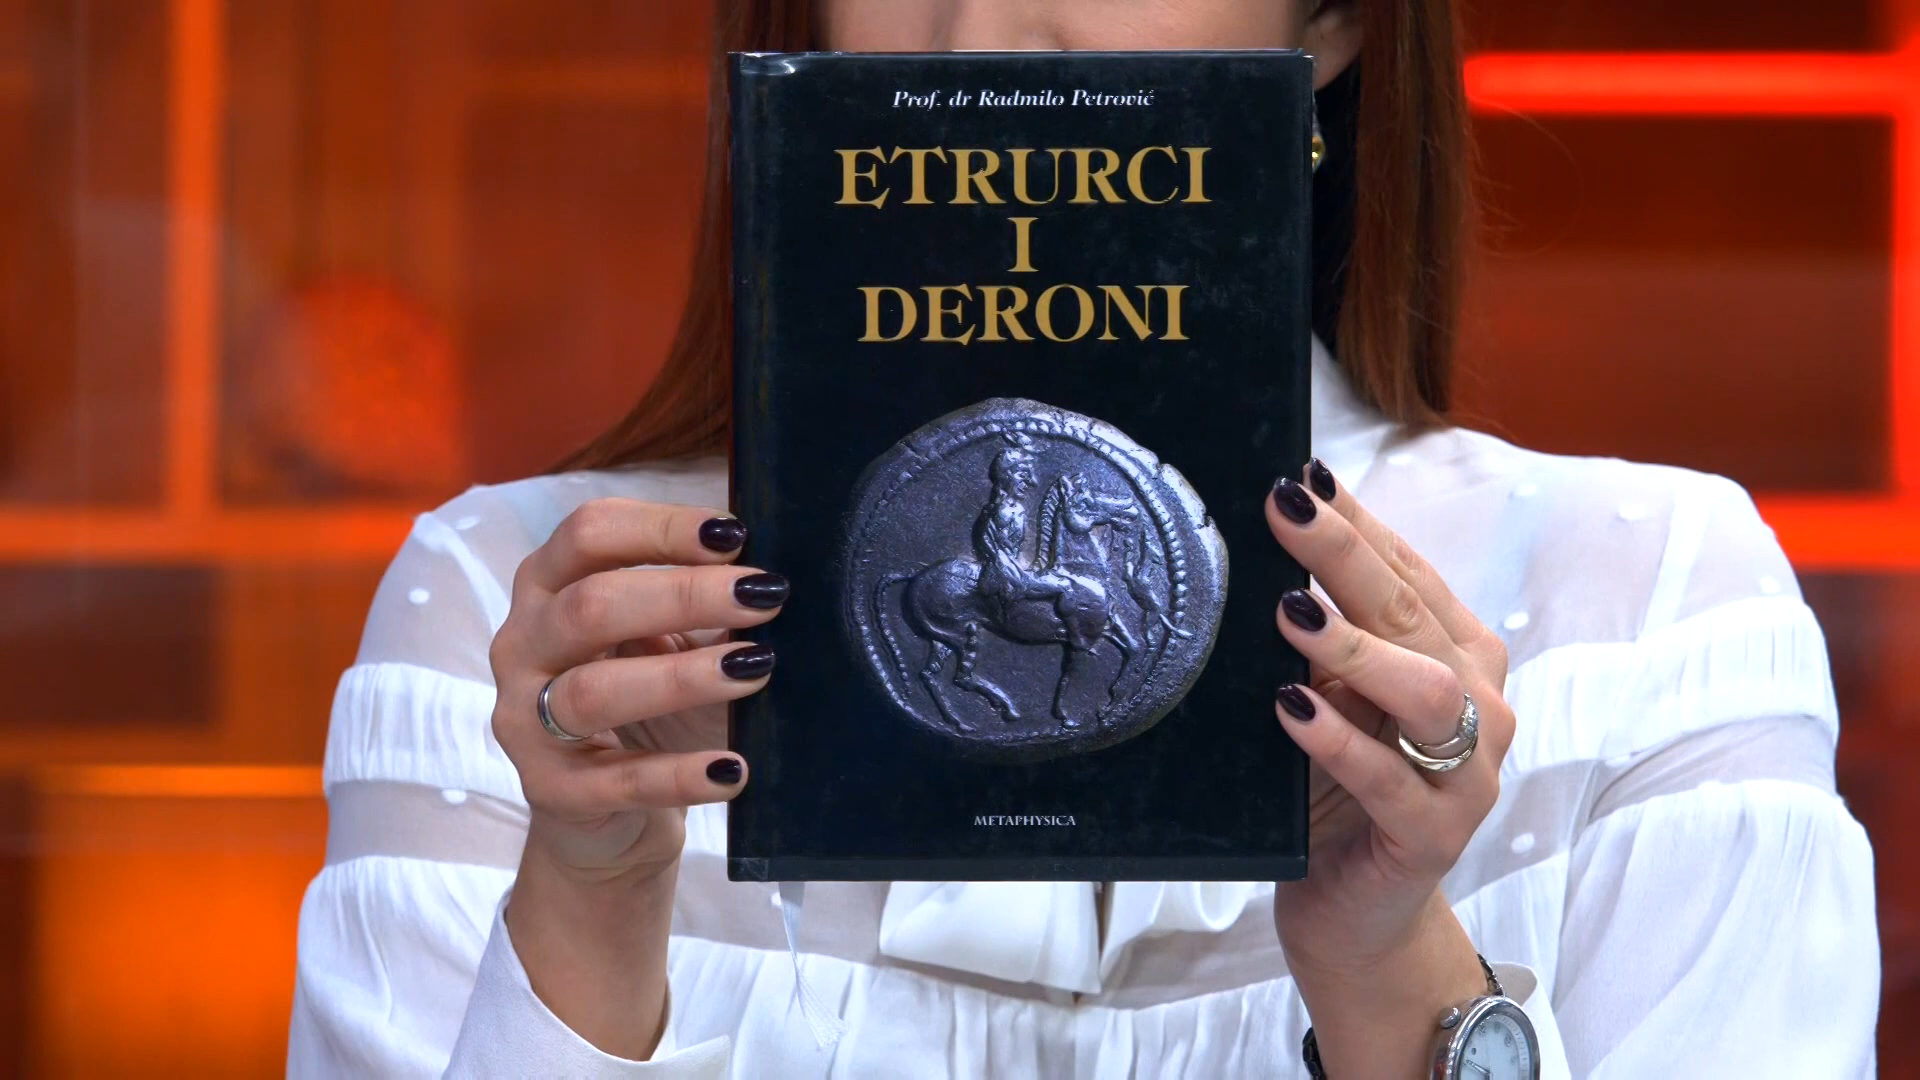 Prof. dr Radmilo Petrović
ETRURCI
I
DERONI
METAPHYSICA